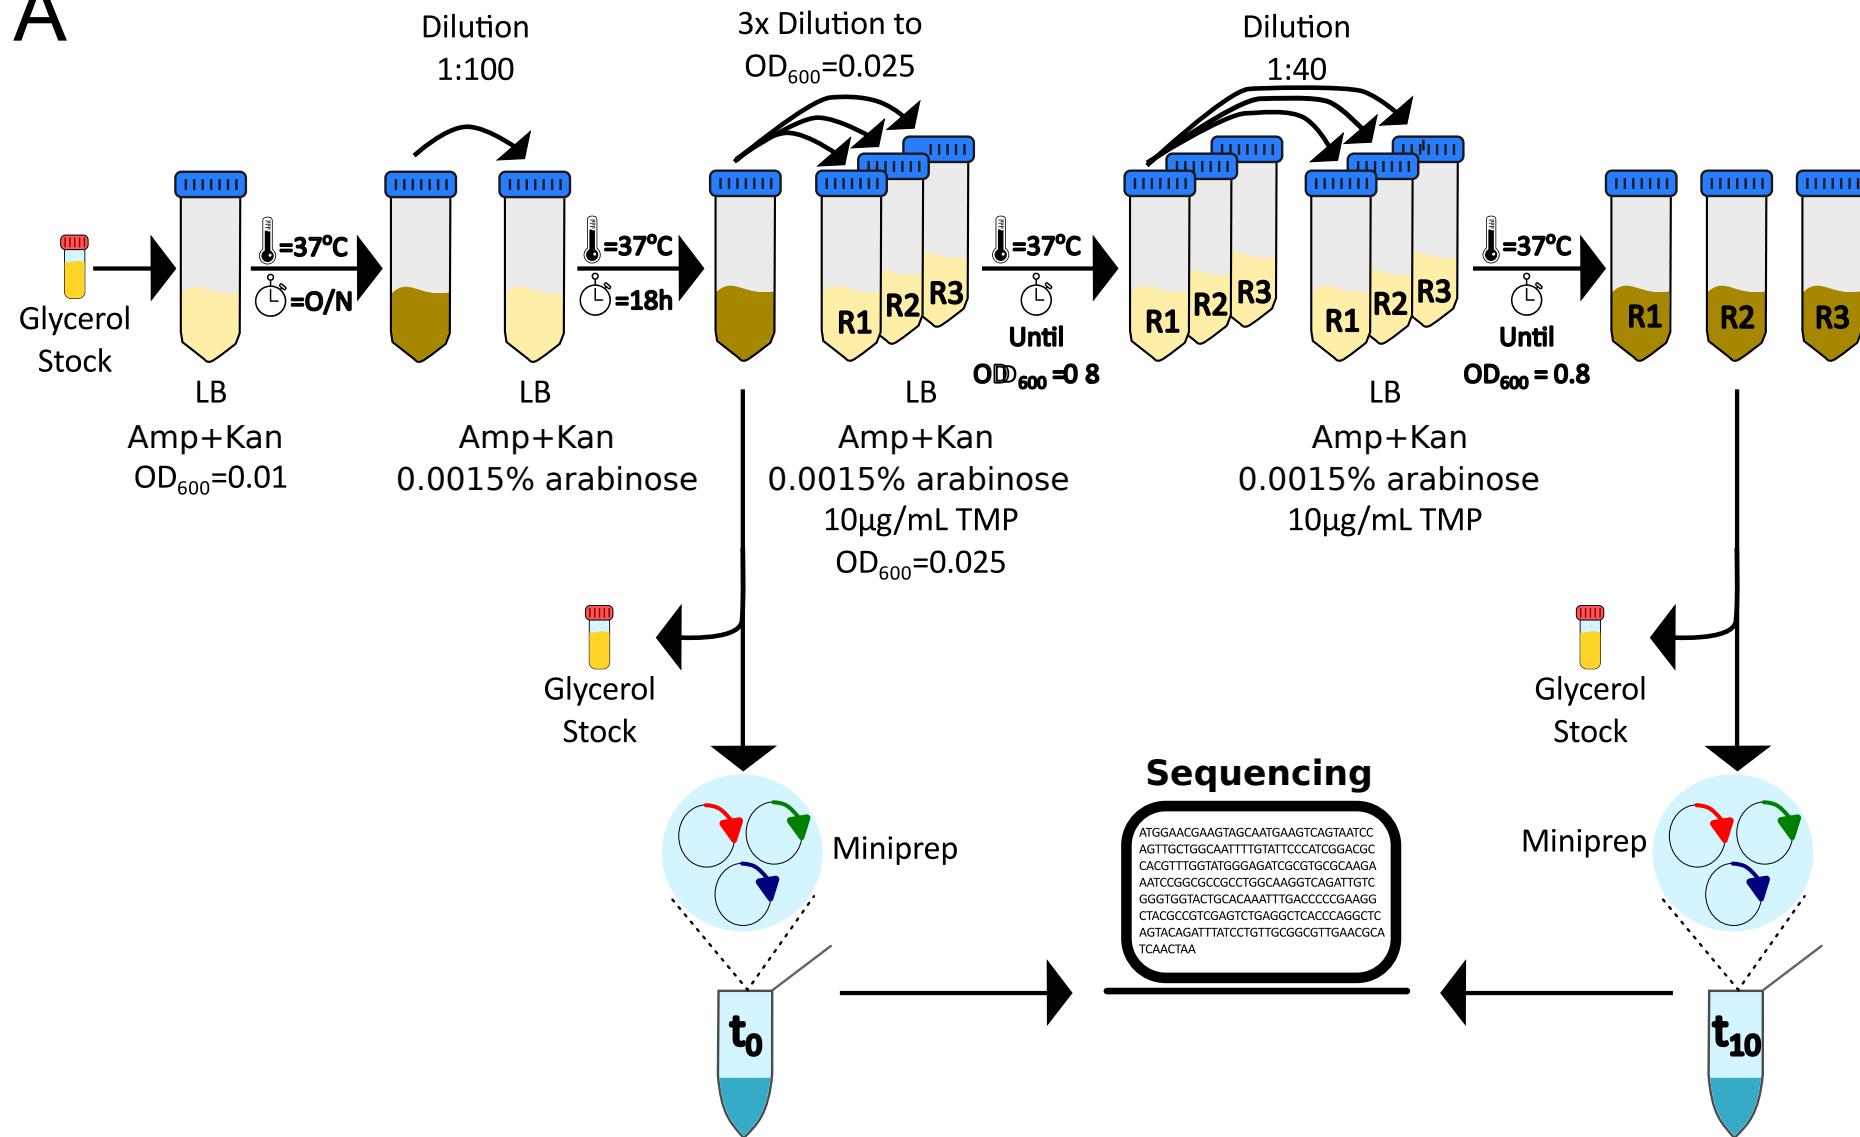 A
Dilution
1:100
3x Dilution to
OD600=0.025
Dilution
1:40
Glycerol
Stock
=37°C
=O/N
=37°C
=18h
R1
R2
R3
=37°C
Until
OD600 =0 8
R1
R2
R3
R1
R2
R3
=37°C
Until
OD600 = 0.8
R1
R2
R3
LB
Amp+Kan
OD600=0.01
LB
Amp+Kan
0.0015% arabinose
LB
Amp+Kan
0.0015% arabinose
10µg/mL TMP
OD600=0.025
LB
Amp+Kan
0.0015% arabinose
10µg/mL TMP
Glycerol
Stock
Glycerol
Stock
Miniprep
Sequencing
ATGGAACGAAGTAGCAATGAAGTCAGTAATCC
AGTTGCTGGCAATTTTGTATTCCCATCGGACGC
CACGTTTGGTATGGGAGATCGCGTGCGCAAGA
AATCCGGCGCCGCCTGGCAAGGTCAGATTGTC
GGGTGGTACTGCACAAATTTGACCCCCGAAGG
CTACGCCGTCGAGTCTGAGGCTCACCCAGGCTC
AGTACAGATTTATCCTGTTGCGGCGTTGAACGCA
TCAACTAA
Miniprep
t0
t10